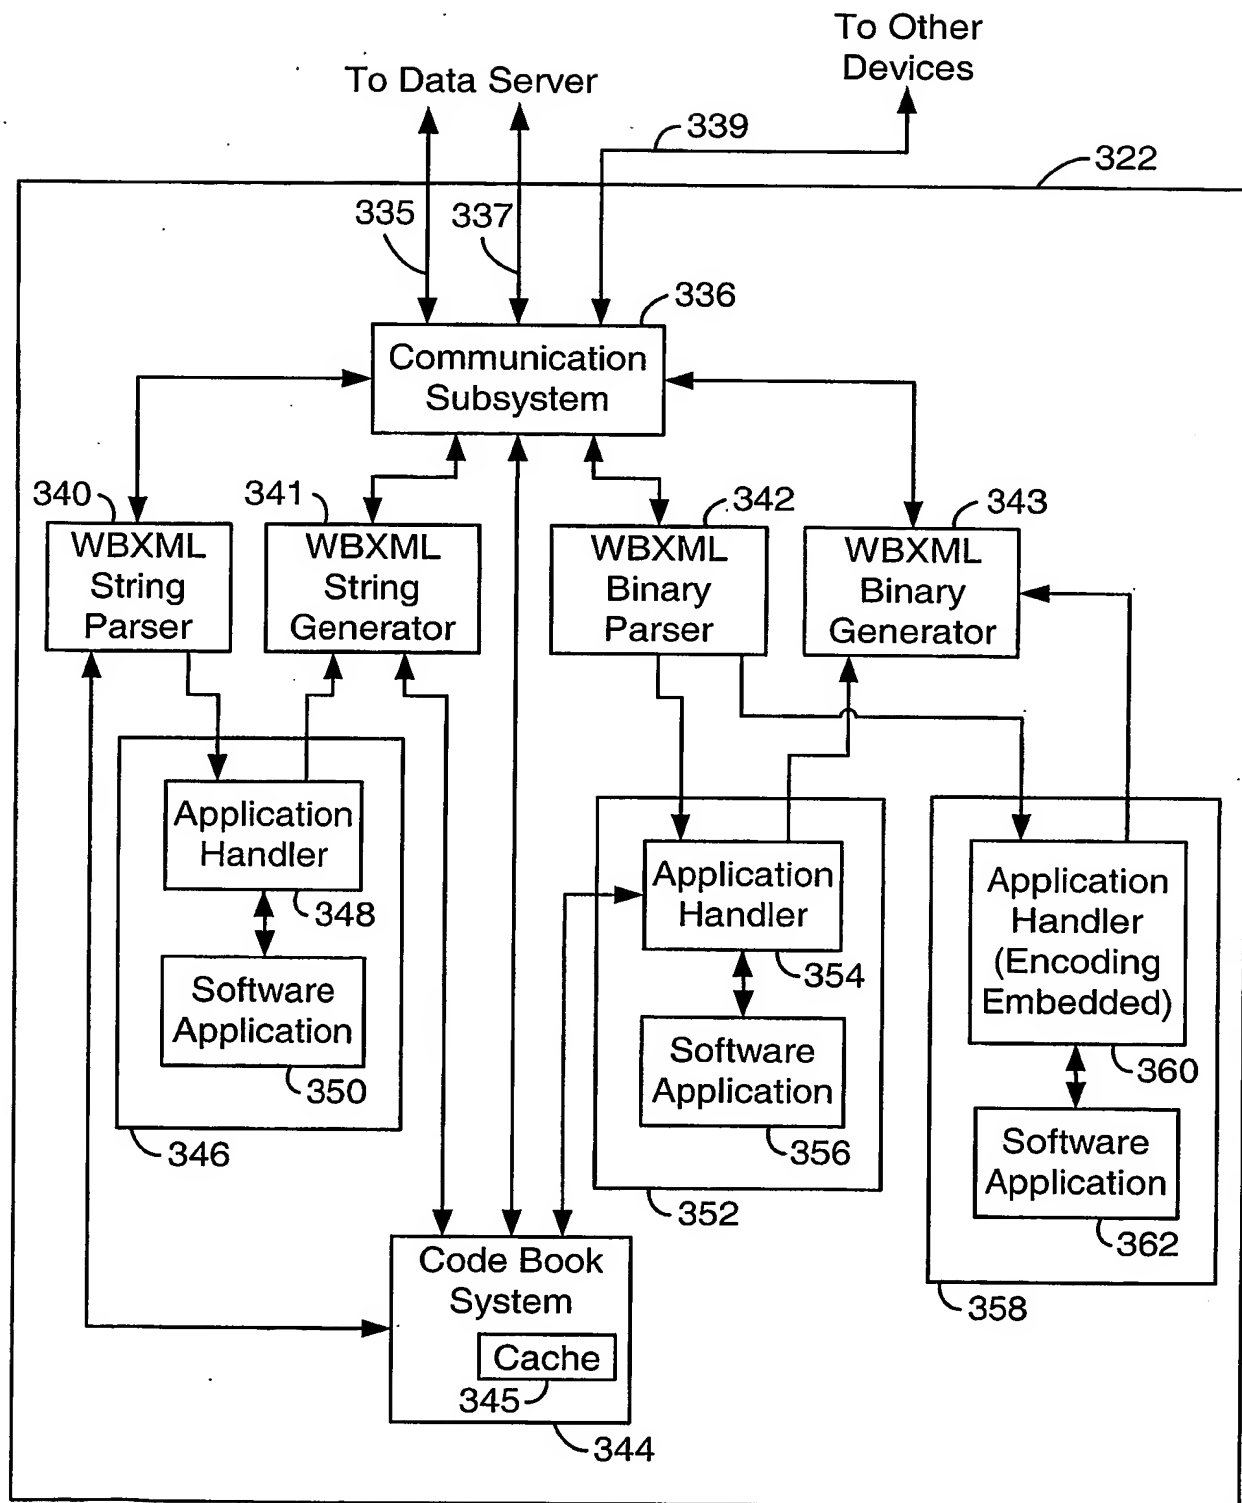 To Other
Devices
To Data Server
339
322
335
337
336
Communication
Subsystem
340
341
342
343
WBXML
String
Parser
WBXML
String
Generator
WBXML
Binary
Parser
WBXML
Binary
Generator
Application
Handler
348
Software
Application
350
346
Application
Handler
354
Software
Application
356
352
Application
Handler
(Encoding
Embedded)
360
Software
Application
362
358
Code Book
System
Cache
345
344